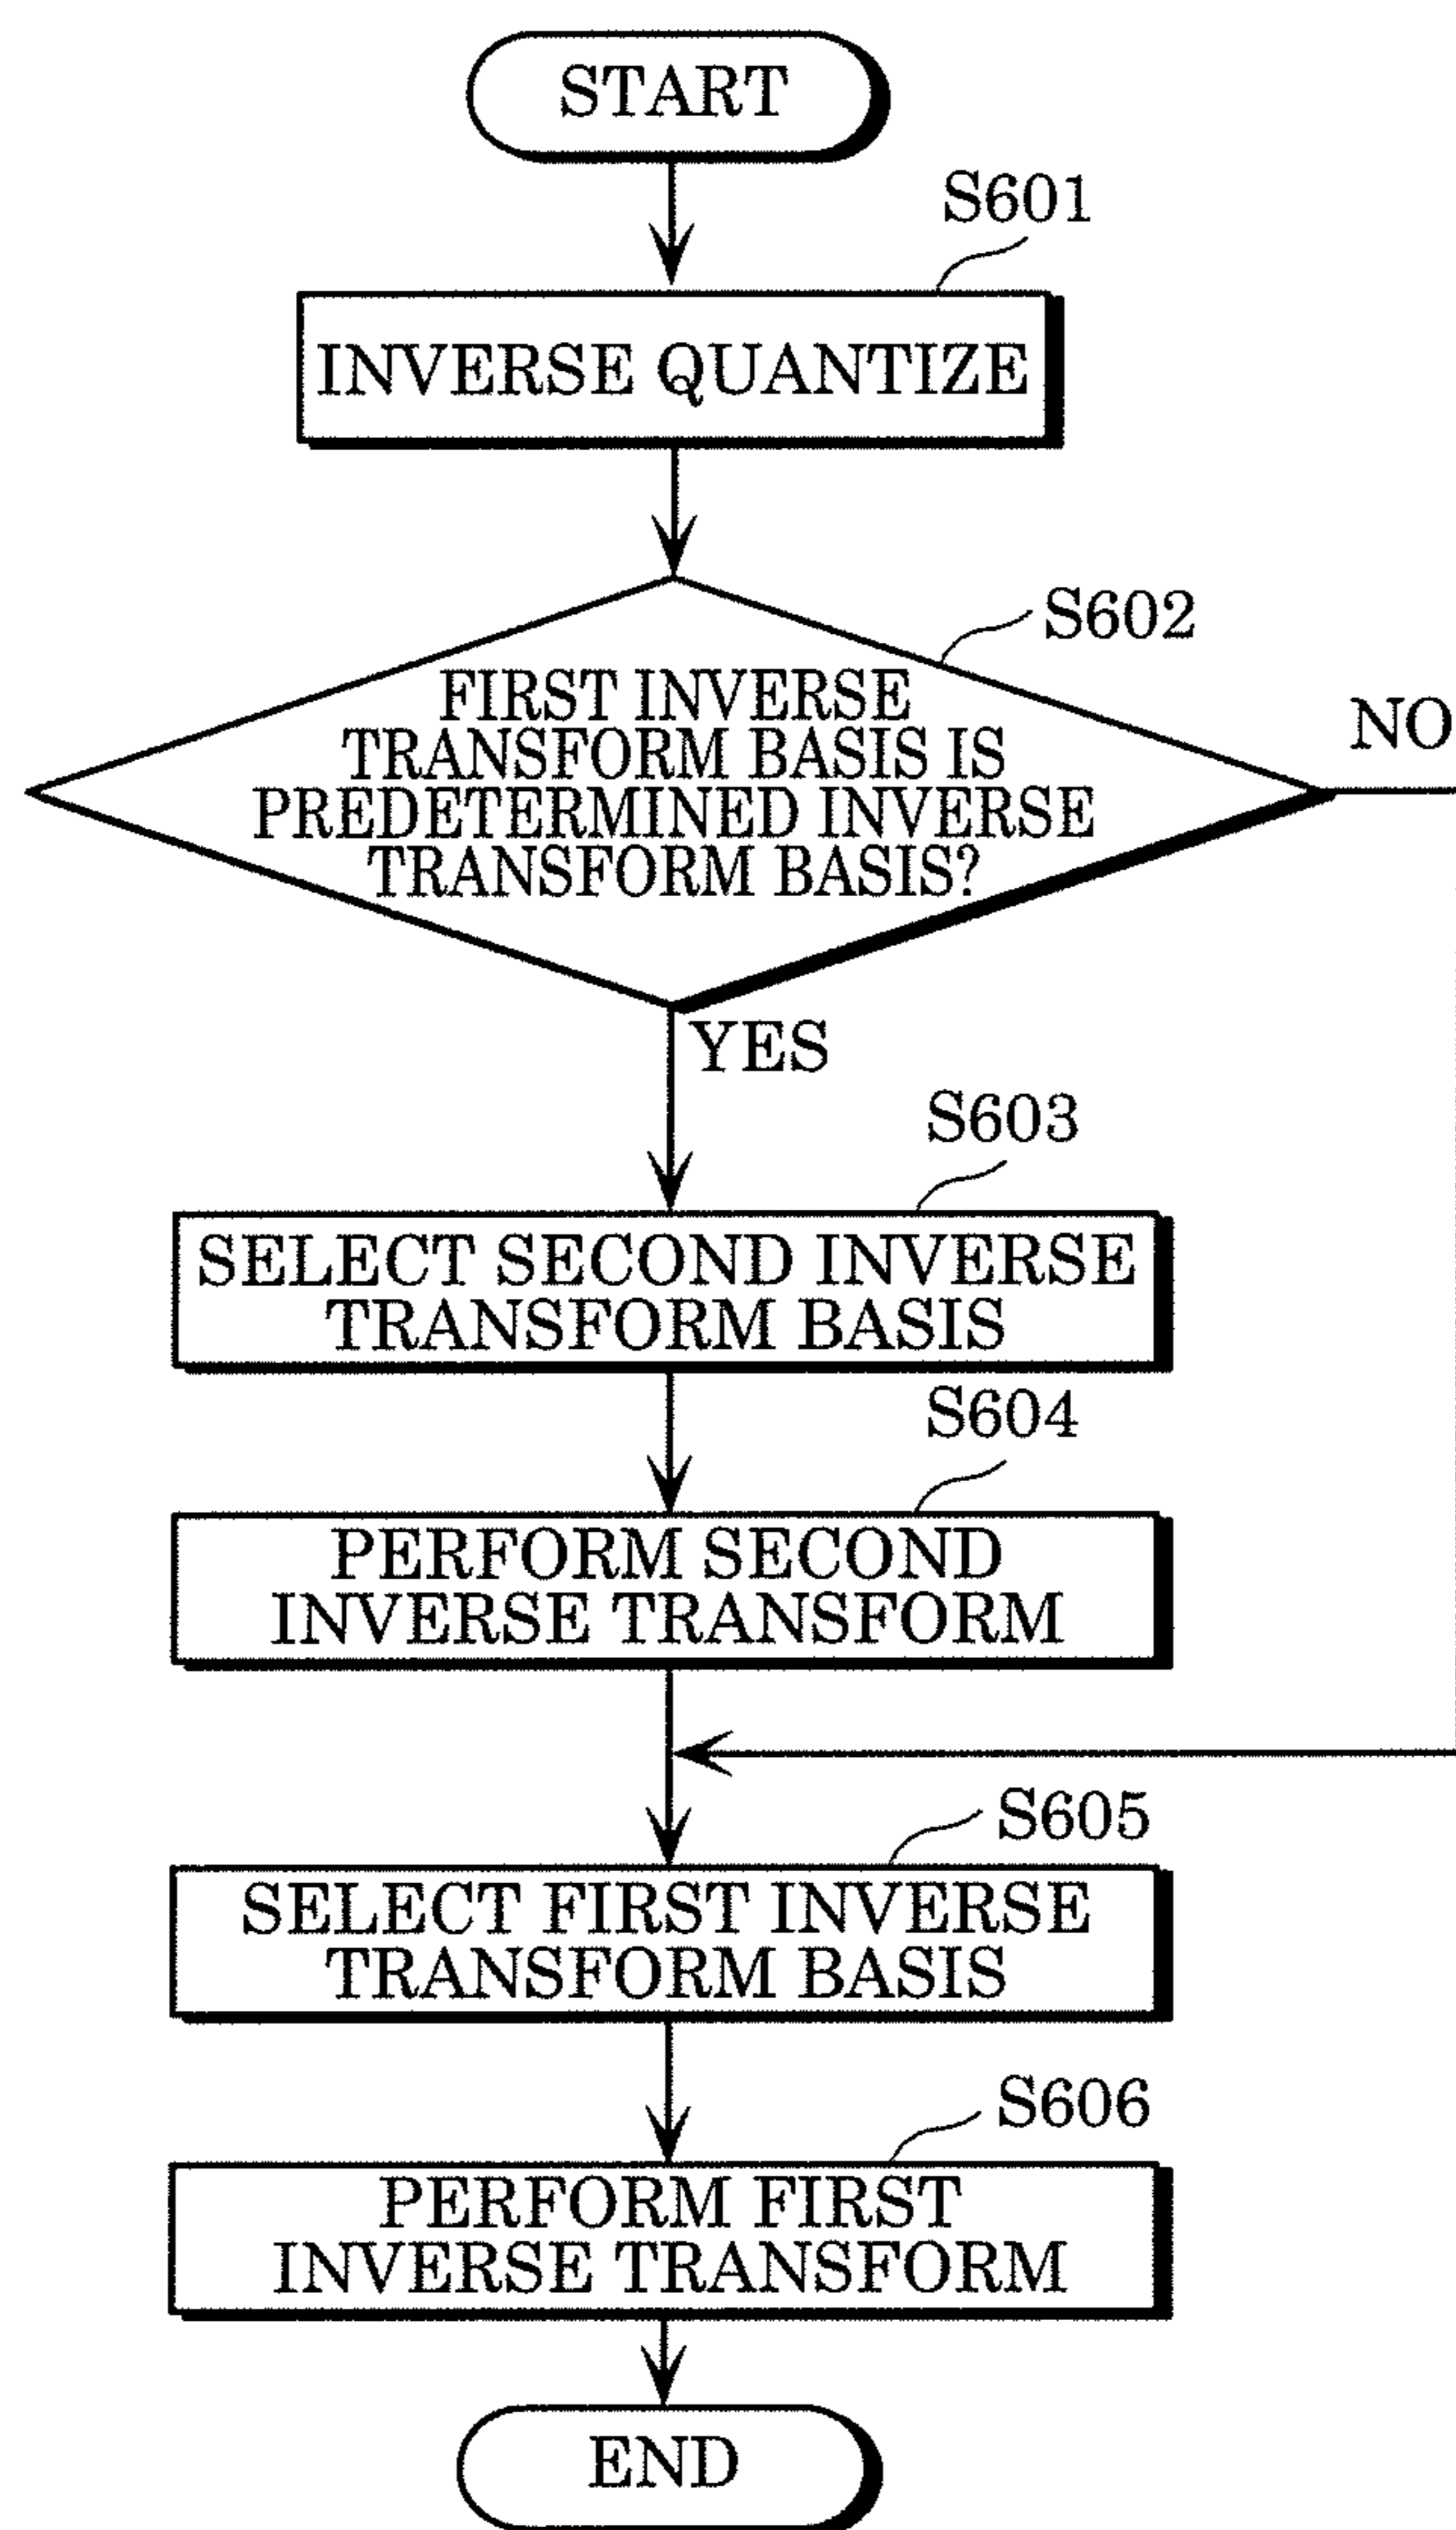 START
S601
INVERSE QUANTIZE
S602
FIRST INVERSE
TRANSFORM BASIS IS
PREDETERMINED INVERSE
TRANSFORM BASIS?
NO
YES
S603
SELECT SECOND INVERSE
TRANSFORM BASIS
S604
PERFORM SECOND
INVERSE TRANSFORM
S605
SELECT FIRST INVERSE
TRANSFORM BASIS
S606
PERFORM FIRST
INVERSE TRANSFORM
END